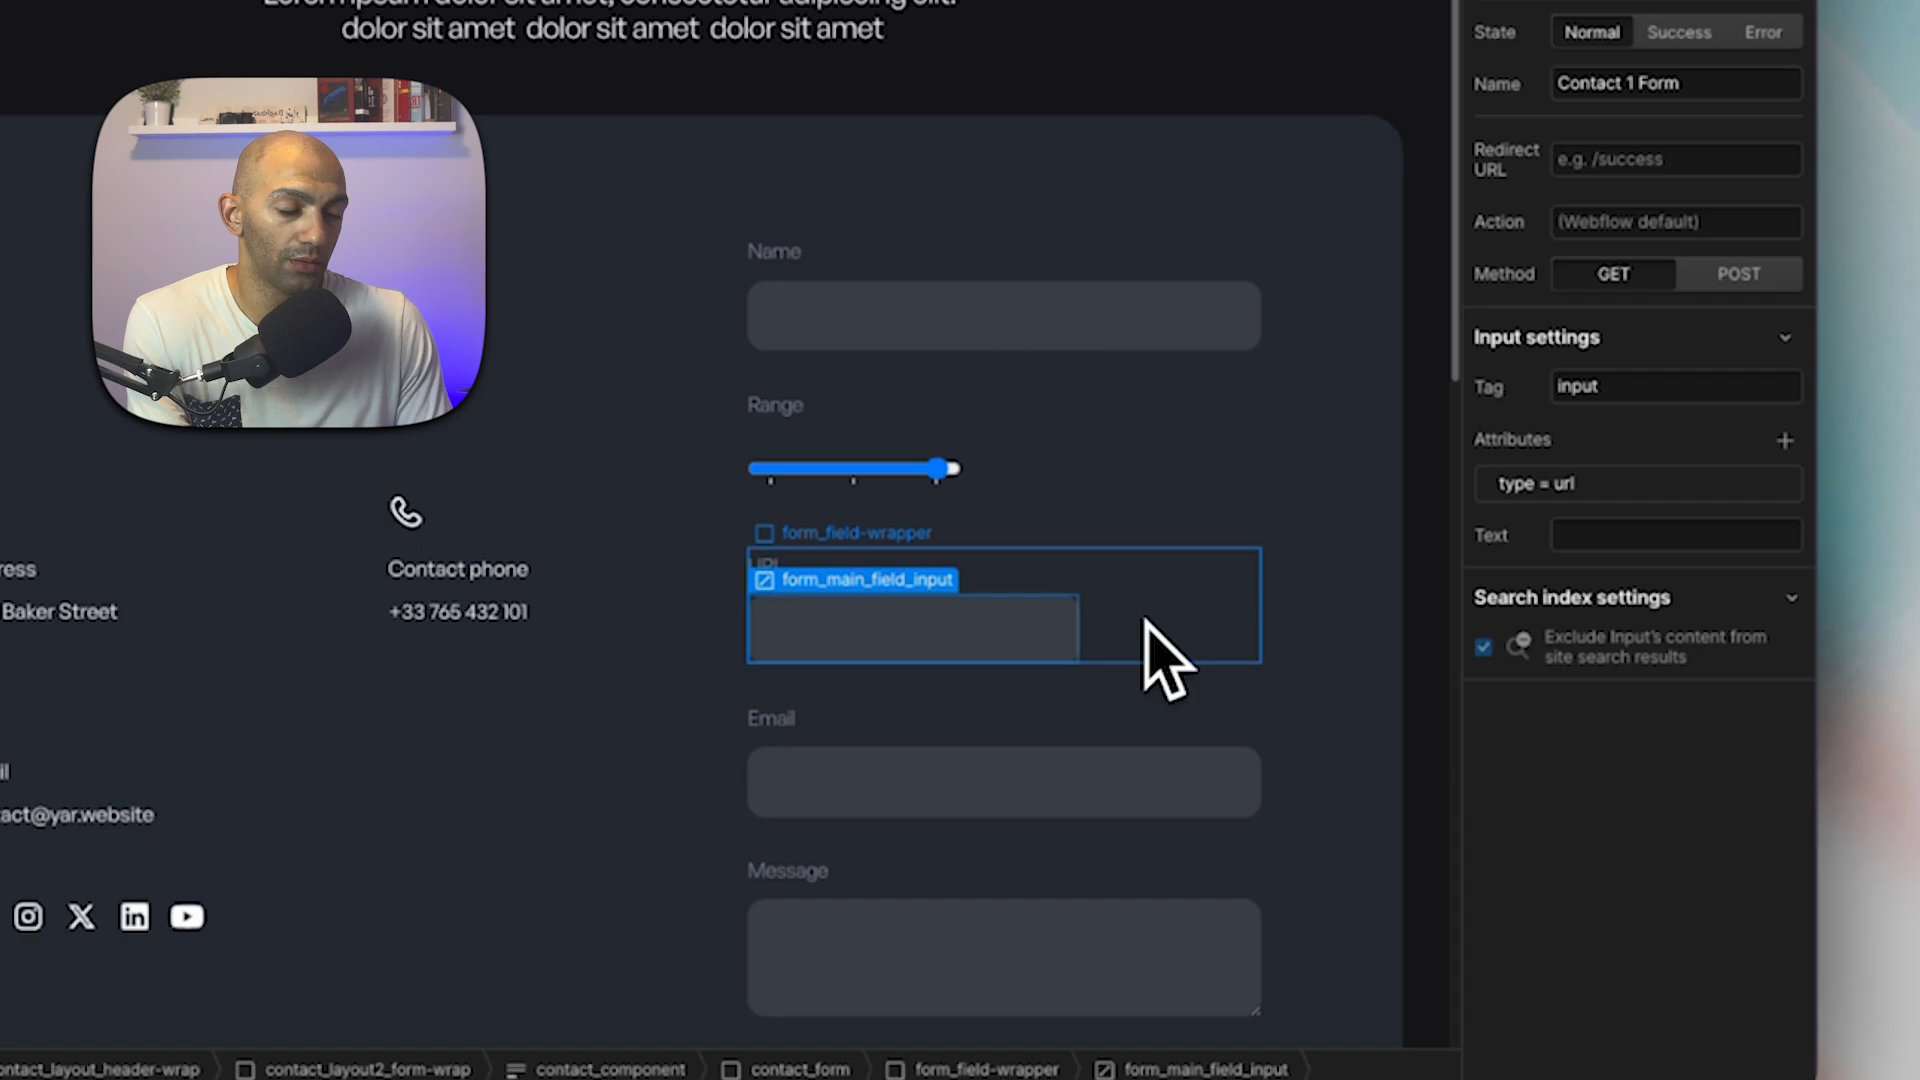 dolor sit amet dolor sit amet dolor sit amet
State
Normal
Success
Error
Name
Contact 1 Form
Redirect
URL
e.g. /success
Action
(Webflow default)
Method
GET
POST
Input settings
Tag
input
Attributes
type = url
Text
Search index settings
Exclude Input's content from
site search results
Name
Range
form_field-wrapper
form_main_field_input
Email
Message
Baker Street
Contact phone
+33 765 432 101
act@yar.website
in
contact_layout2_form-wrap
contact_component
contact_form
form_field-wrapper
form_main_field_input